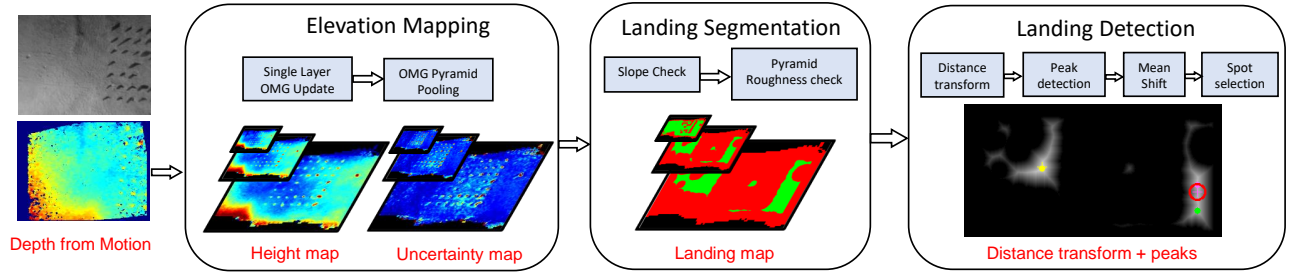 Elevation Mapping
Single Layer
OMG Update
OMG Pyramid
Pooling
Height map
Uncertainty map
Depth from Motion
Landing Segmentation
Slope Check
Pyramid
Roughness check
Landing map
Landing Detection
Distance
transform
Peak
detection
Mean
Shift
Spot
selection
Distance transform + peaks